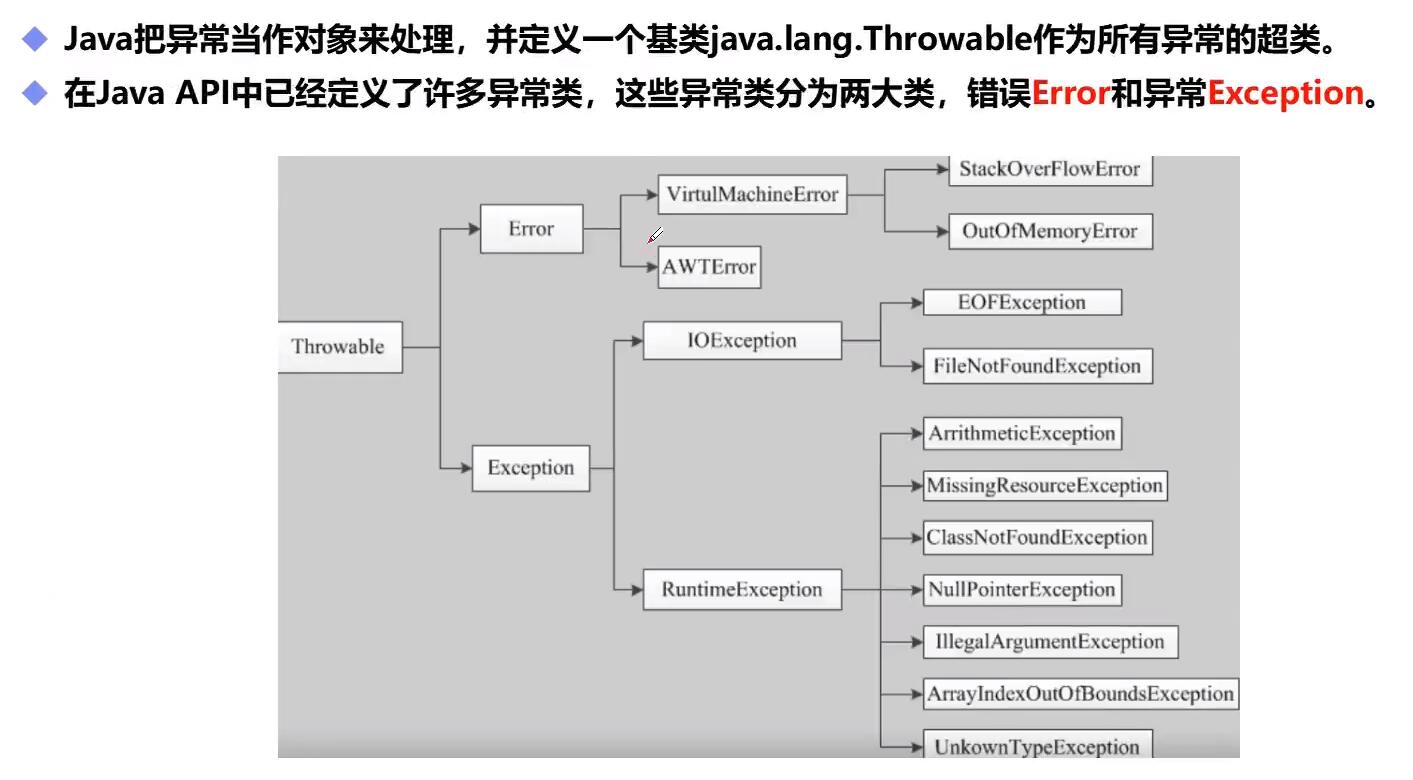 Java把异常当作对象来处理，并定义一个基类java.lang.Throwable作为所有异常的超类。
在Java API中已经定义了许多异常类，这些异常类分为两大类，错误Error和异常Exception。
StackOverFlowError
VirtulMachineError
Error
OutOfMemoryError
AWTError
EOFException
IOException
Throwable
FileNotFoundException
ArrithmeticException
Exception
MissingResourceException
ClassNotFoundException
RuntimeException
NullPointerException
IllegalArgumentException
ArrayIndexOutOfBoundsException
UnkownTypeException